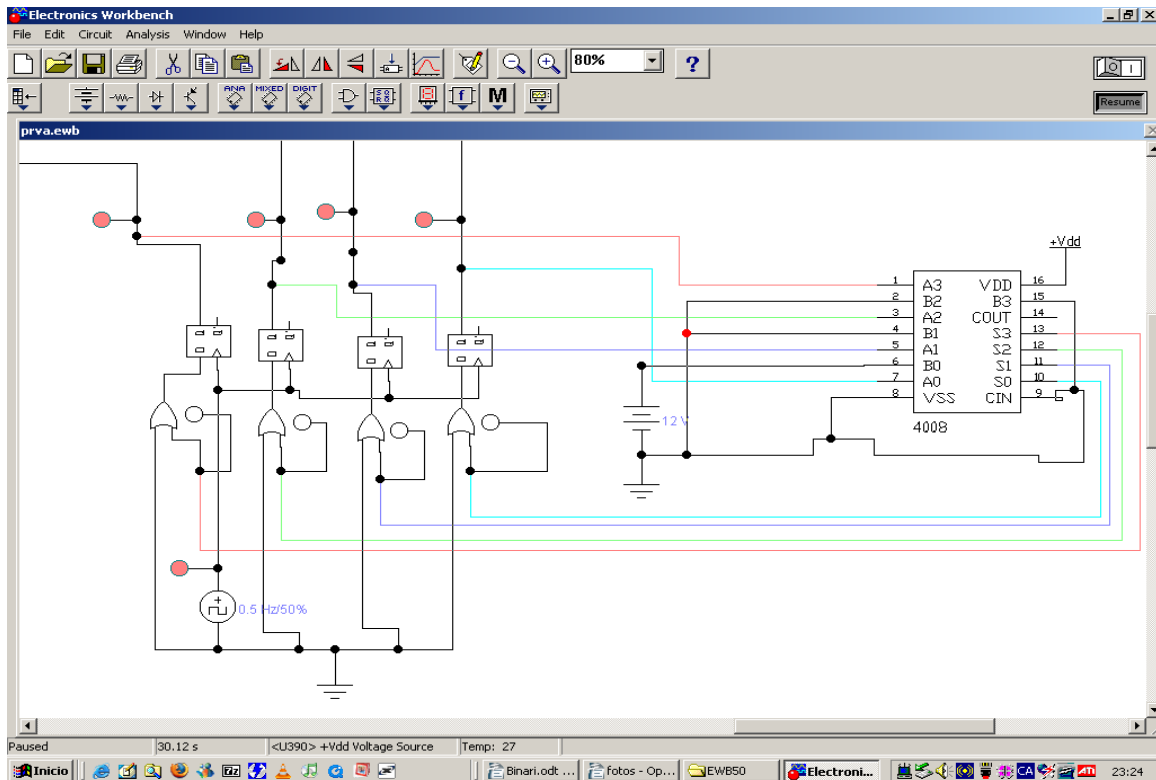 Electronics Workbench
File Edit Circuit Analysis Window Help
80%
?
ANA MIXED DIGIT
M
Resume
prva.ewb
+Vdd
1 A3 VDD 16
2 B2 B3 15
3 A2 COUT 14
4 B1 S3 13
5 A1 S2 12
6 B0 S1 11
7 A0 S0 10
8 VSS CIN 9
4008
12 V
0.5 Hz/50%
Paused 30.12 s <U390> +Vdd Voltage Source Temp: 27
Inicio Binari.odt ... fotos - Op... EWB50 Electroni... CA ATI 23:24